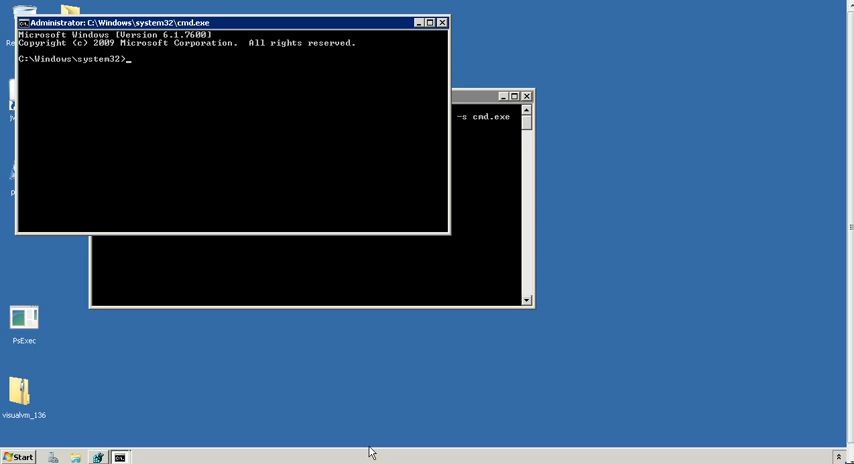 Administrator: C:\Windows\system32\cmd.exe
Microsoft Windows [Version 6.1.7600]
Copyright (c) 2009 Microsoft Corporation.  All rights reserved.
C:\Windows\system32>_
-s cmd.exe
PsExec
visualvm_136
Start